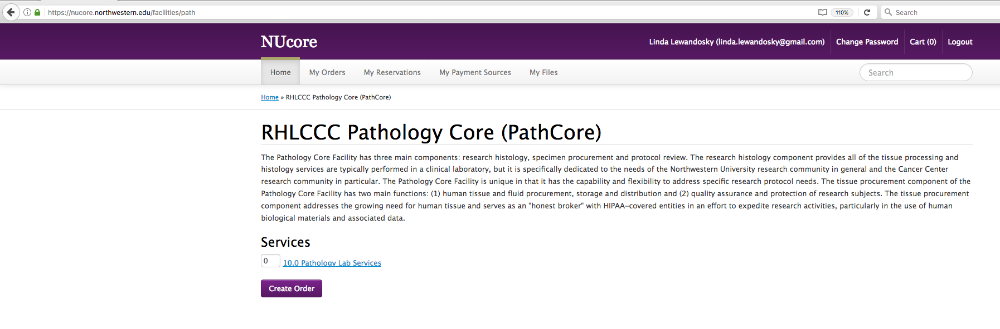 https://nucore.northwestern.edu/facilities/path
110%
Search
NUcore
Linda Lewandosky (linda.lewandosky@gmail.com)
Change Password
Cart (0)
Logout
Home
My Orders
My Reservations
My Payment Sources
My Files
Search
Home » RHLCCC Pathology Core (PathCore)
RHLCCC Pathology Core (PathCore)
The Pathology Core Facility has three main components: research histology, specimen procurement and protocol review. The research histology component provides all of the tissue processing and
histology services are typically performed in a clinical laboratory, but it is specifically dedicated to the needs of the Northwestern University research community in general and the Cancer Center
research community in particular. The Pathology Core Facility is unique in that it has the capability and flexibility to address specific research protocol needs. The tissue procurement component of the
Pathology Core Facility has two main functions: (1) human tissue and fluid procurement, storage and distribution and (2) quality assurance and protection of research subjects. The tissue procurement
component addresses the growing need for human tissue and serves as an "honest broker" with HIPAA-covered entities in an effort to expedite research activities, particularly in the use of human
biological materials and associated data.
Services
0 10.0 Pathology Lab Services
Create Order